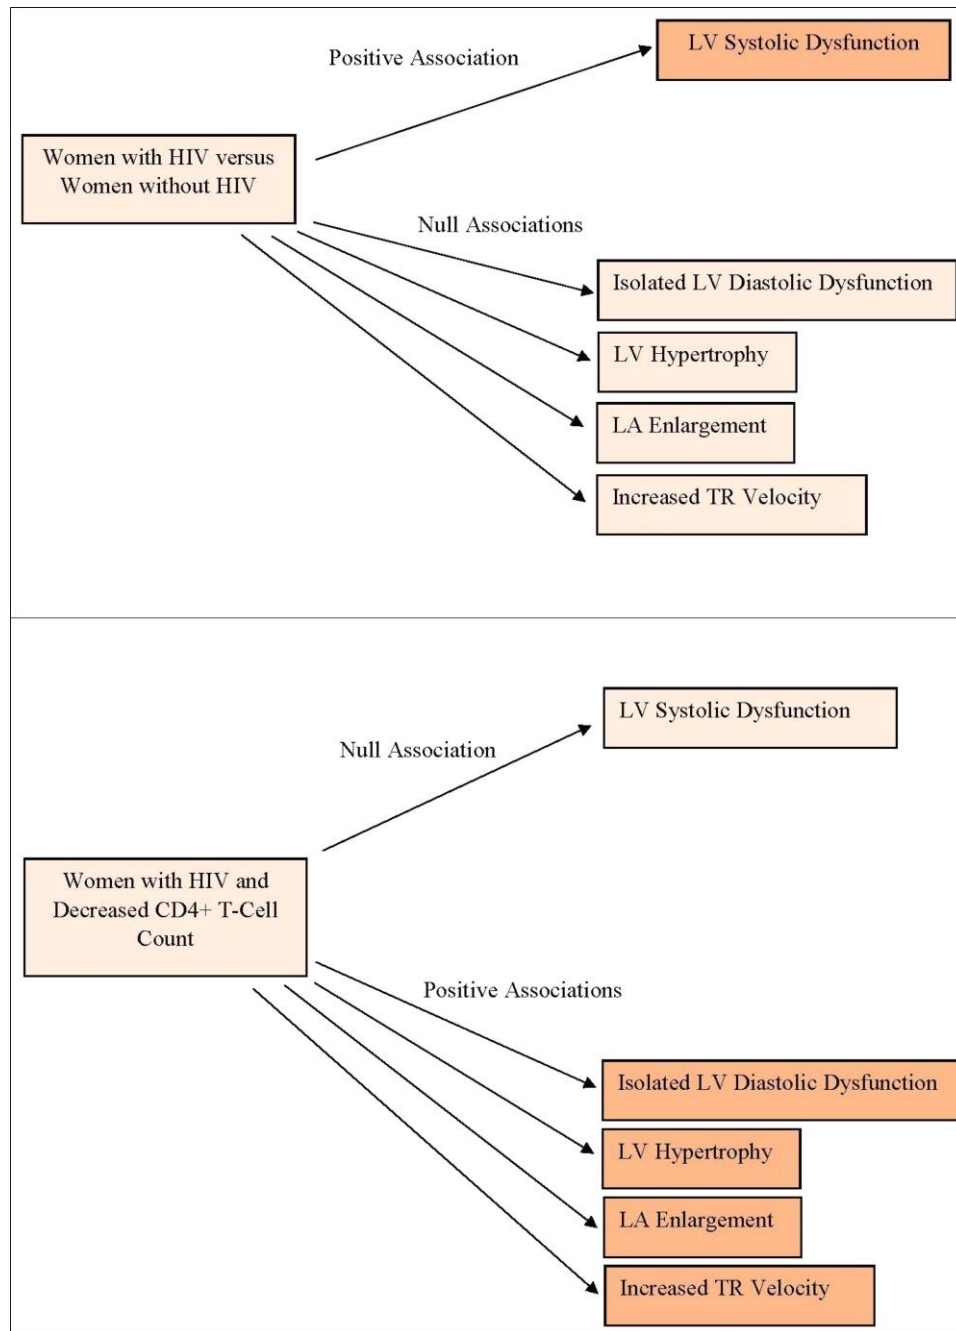 LV Systolic Dysfunction
Positive Association
Women with HIV versus
Women without HIV
Null Associations
Isolated LV Diastolic Dysfunction
LV Hypertrophy
LA Enlargement
Increased TR Velocity
LV Systolic Dysfunction
Null Association
Women with HIV and
Decreased CD4+ T-Cell
Count
Positive Associations
Isolated LV Diastolic Dysfunction
LV Hypertrophy
LA Enlargement
Increased TR Velocity